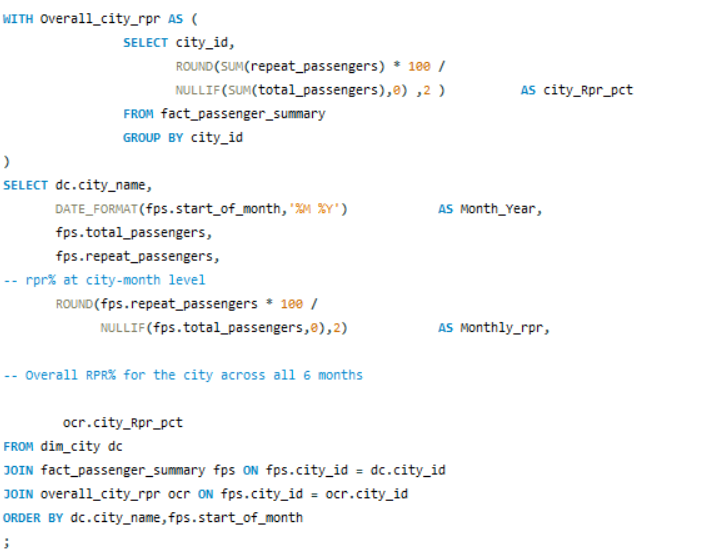 WITH Overall_city_rpr AS (
SELECT city_id,
ROUND(SUM(repeat_passengers) * 100 /
NULLIF(SUM(total_passengers),0) ,2 ) AS city_Rpr_pct
FROM fact_passenger_summary
GROUP BY city_id
)
SELECT dc.city_name,
DATE_FORMAT(fps.start_of_month,'%M %Y') AS Month_Year,
fps.total_passengers,
fps.repeat_passengers,
-- rpr% at city-month level
ROUND(fps.repeat_passengers * 100 /
NULLIF(fps.total_passengers,0),2) AS Monthly_rpr,
-- Overall RPR% for the city across all 6 months
ocr.city_Rpr_pct
FROM dim_city dc
JOIN fact_passenger_summary fps ON fps.city_id = dc.city_id
JOIN overall_city_rpr ocr ON fps.city_id = ocr.city_id
ORDER BY dc.city_name,fps.start_of_month
;